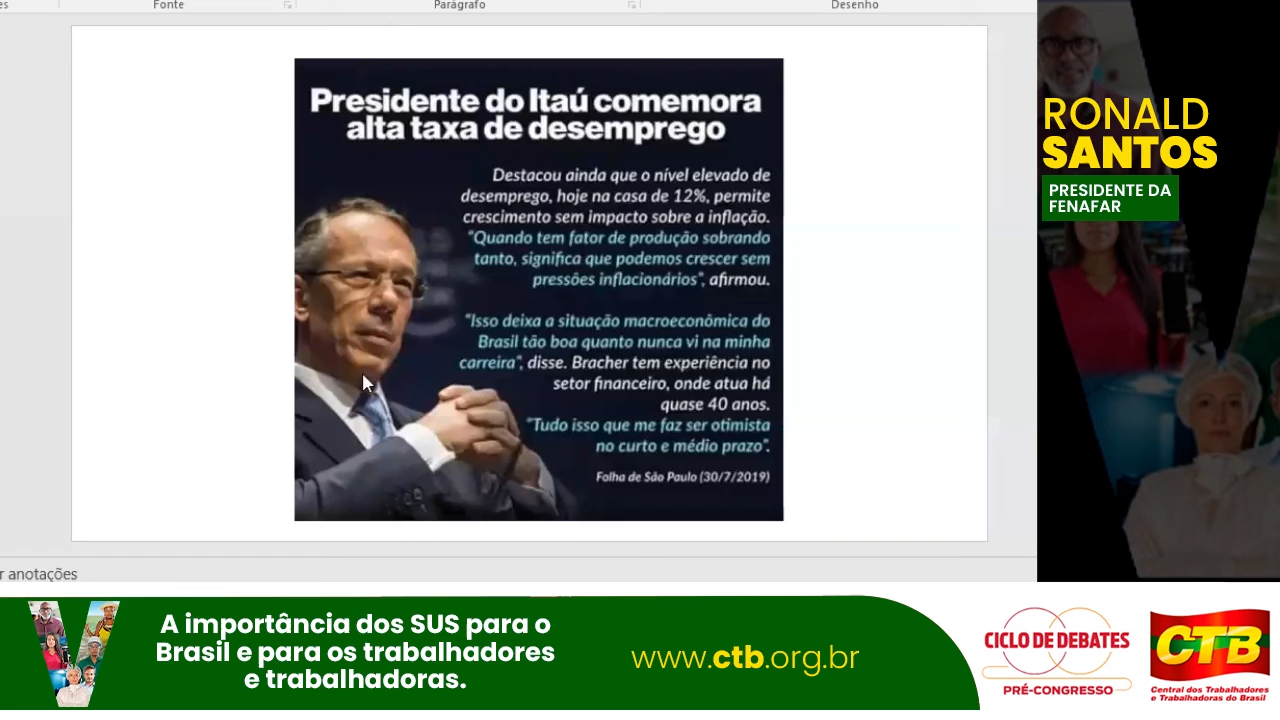 es
Fonte
Parágrafo
Desenho
Presidente do Itaú comemora
alta taxa de desemprego
Destacou ainda que o nível elevado de
desemprego, hoje na casa de 12%, permite
crescimento sem impacto sobre a inflação.
"Quando tem fator de produção sobrando
tanto, significa que podemos crescer sem
pressões inflacionários", afirmou.
"Isso deixa a situação macroeconômica do
Brasil tão boa quanto nunca vi na minha
carreira", disse. Bracher tem experiência no
setor financeiro, onde atua há
quase 40 anos.
"Tudo isso que me faz ser otimista
no curto e médio prazo".
Folha de São Paulo (30/7/2019)
r anotações
RONALD
SANTOS
PRESIDENTE DA
FENAFAR
A importância dos SUS para o
Brasil e para os trabalhadores
e trabalhadoras.
www.ctb.org.br
CICLO DE DEBATES
PRÉ-CONGRESSO
CTB
Central dos Trabalhadores
e Trabalhadoras do Brasil